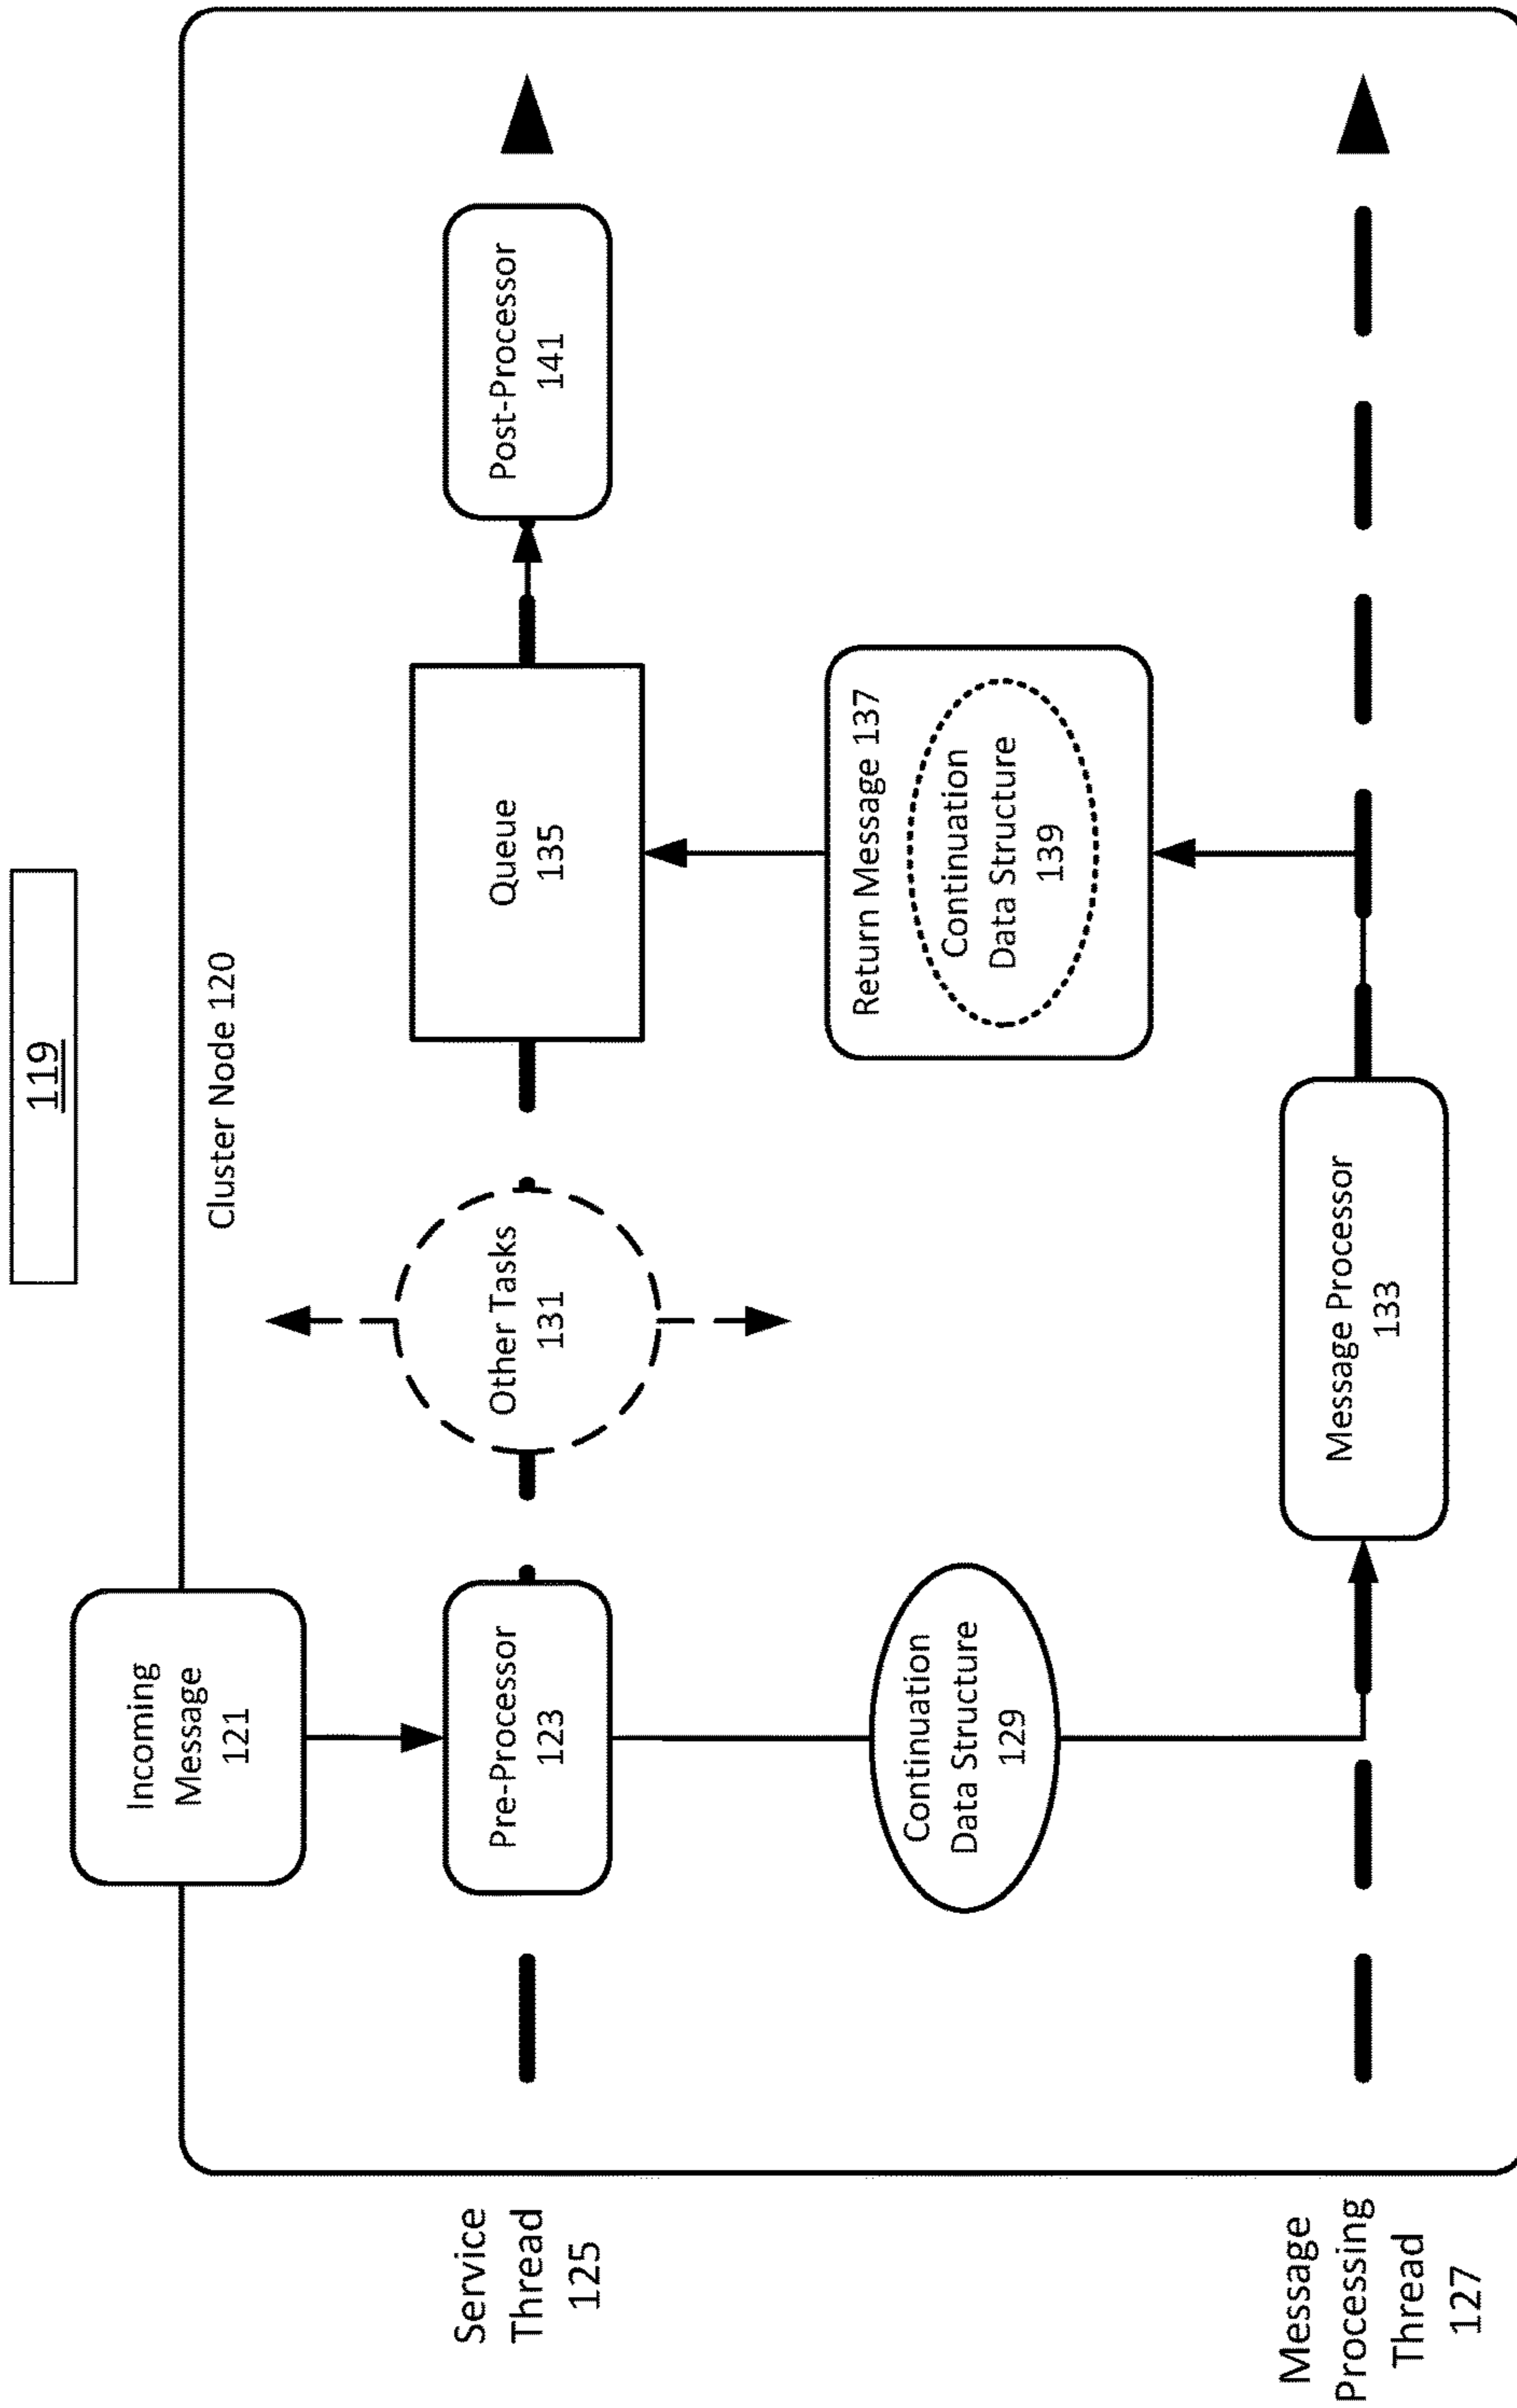 119
Cluster Node 120
Incoming
Message
121
Service
Thread
125
Pre-Processor
123
Other Tasks
131
Queue
135
Post-Processor
141
Continuation
Data Structure
129
Return Message 137
Continuation
Data Structure
139
Message
Processing
Thread
127
Message Processor
133